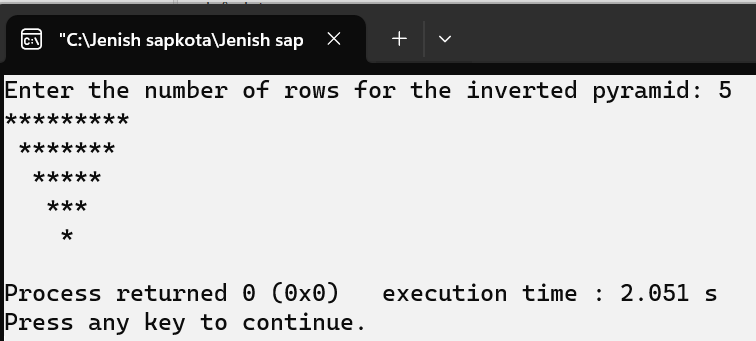 "C:\Jenish sapkota\Jenish sap
Enter the number of rows for the inverted pyramid: 5
*********
 *******
  *****
   ***
    *
Process returned 0 (0x0)   execution time : 2.051 s
Press any key to continue.